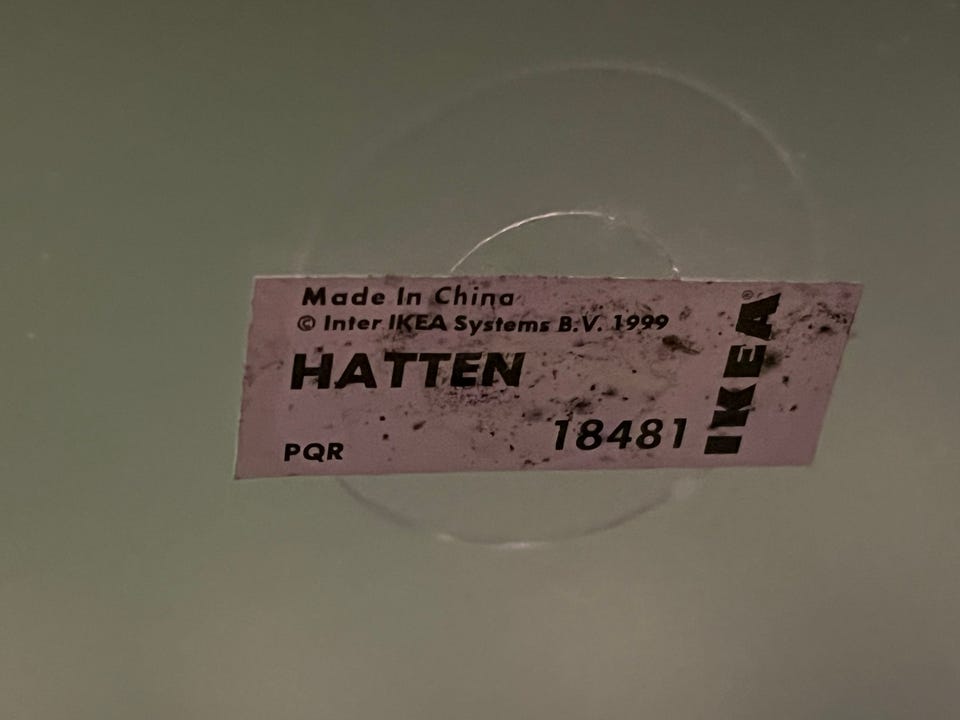 Made In China
© Inter IKEA Systems B.V. 1999
HATTEN
18481
PQR
IKEA®